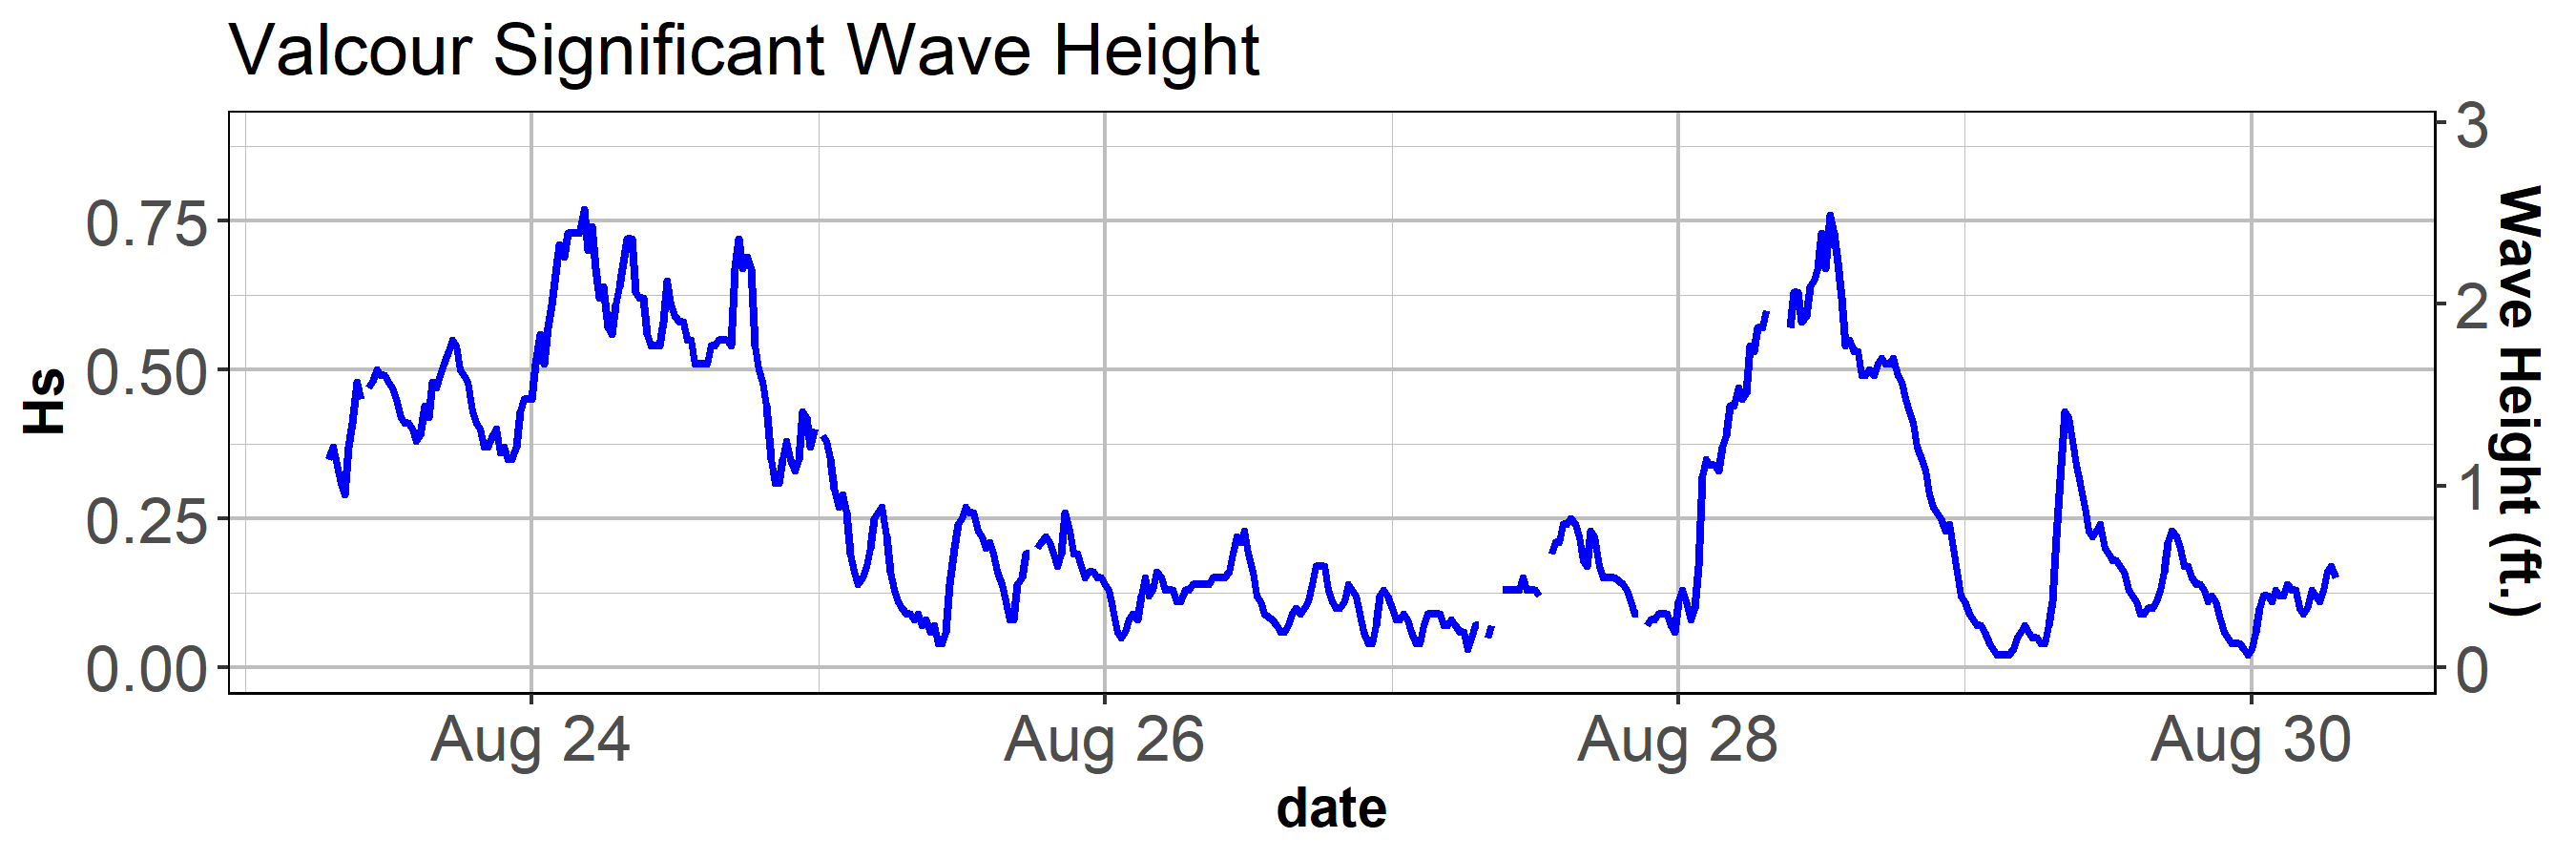 Valcour Significant Wave Height
Hs
0.75
0.50
0.25
0.00
3
2
1
0
Wave Height (ft.)
Aug 24
Aug 26
Aug 28
Aug 30
date